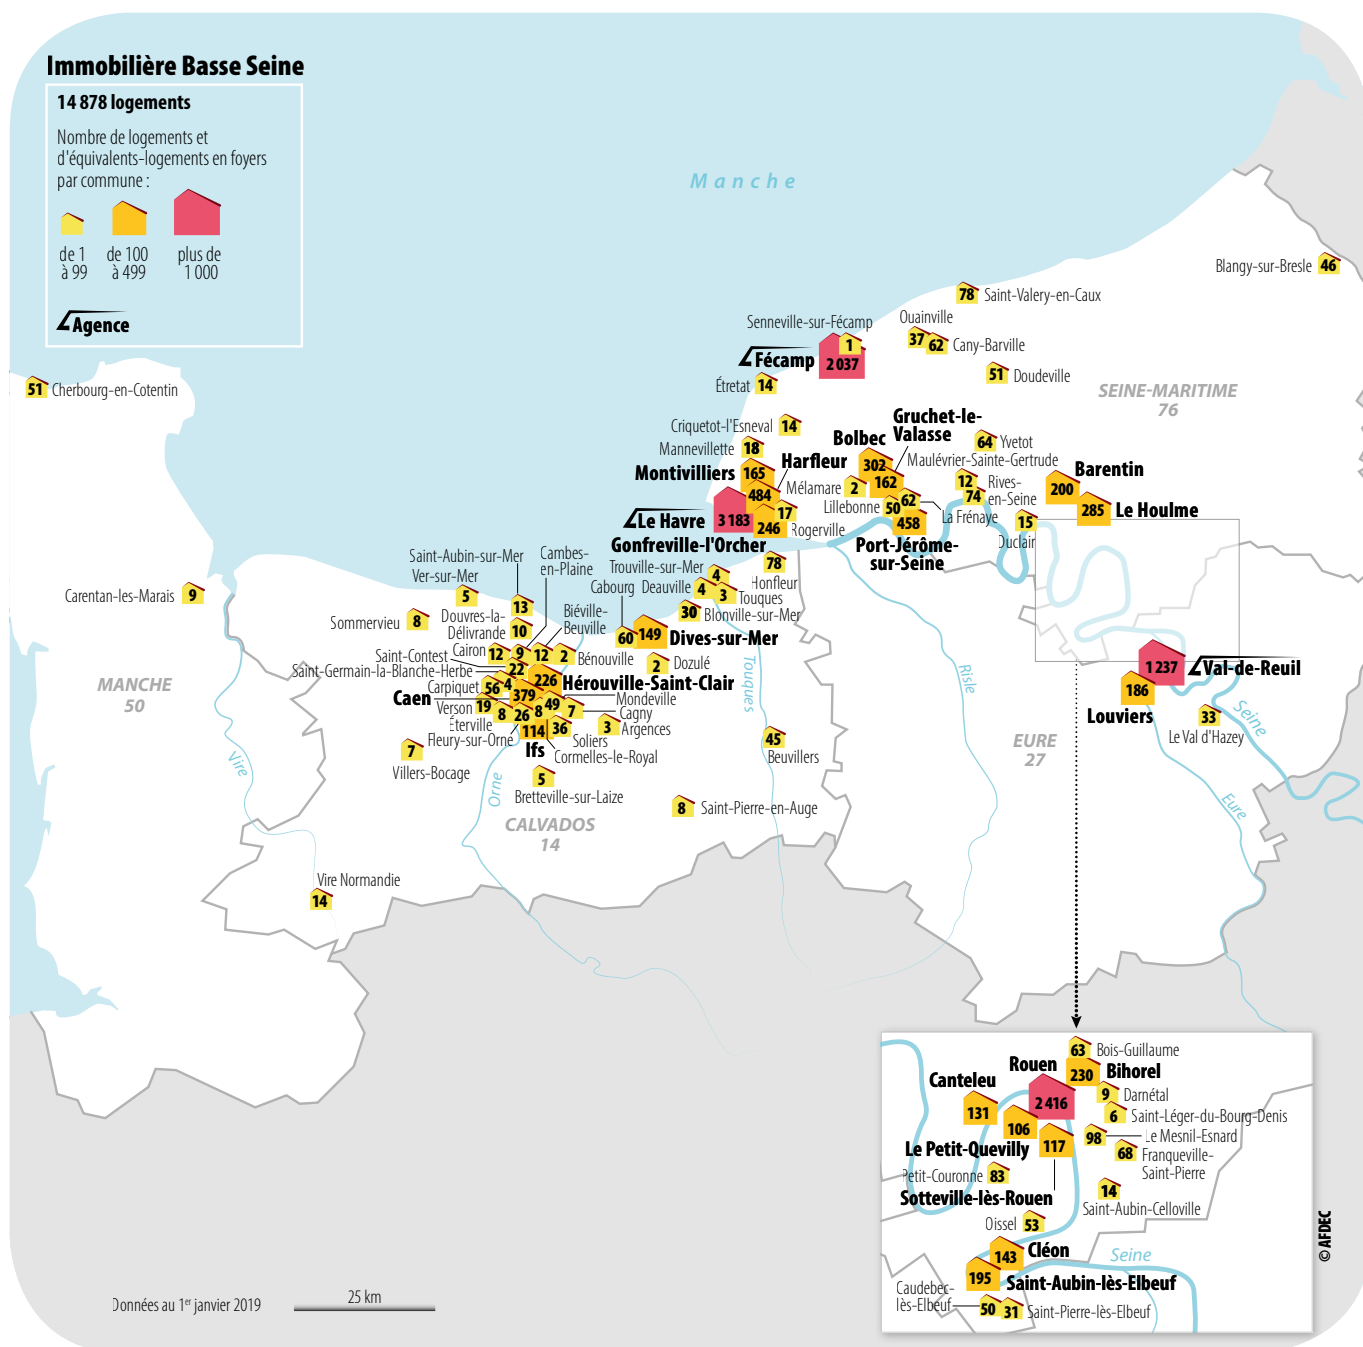 Immobilière Basse Seine
14 878 logements
Nombre de logements et
d'équivalents-logements en foyers
par commune :
de 1
à 99
de 100
à 499
plus de
1 000
Agence
Manche
Blangy-sur-Bresle
46
78
Saint-Valery-en-Caux
Ouainville
37
62
Cany-Barville
Senneville-sur-Fécamp
1
Fécamp
2 037
51
Doudeville
Étretat
14
51
Cherbourg-en-Cotentin
SEINE-MARITIME
76
Criquetot-l'Esneval
14
Gruchet-le-
Valasse
Mannevillette
18
Bolbec
302
64
Yvetot
Montivilliers
165
Harfleur
484
162
Maulévrier-Sainte-Gertrude
12
Rives-
en-Seine
74
Barentin
200
Mélamare
2
Lillebonne
50
62
La Frénaye
285
Le Houlme
Le Havre
3 183
17
Rogerville
246
458
15
Duclair
Gonfreville-l'Orcher
Port-Jérôme-
sur-Seine
Saint-Aubin-sur-Mer
Cambes-
en-Plaine
Trouville-sur-Mer
4
78
Honfleur
Ver-sur-Mer
5
Cabourg
Deauville
4
3
Touques
Carentan-les-Marais
9
13
Biéville-
Beuville
30
Blonville-sur-Mer
Sommervieu
8
Douvres-la-
Délivrande
10
60
149
Dives-sur-Mer
Cairon
12
9
12
2
Bénouville
2
Dozulé
Saint-Contest
22
Saint-Germain-la-Blanche-Herbe
4
226
Hérouville-Saint-Clair
Carpiquet
56
Caen
379
Mondeville
49
Verson
19
8
26
8
7
Cagny
Éterville
3
Argences
Fleury-sur-Orne
114
36
Soliers
Ifs
Cormelles-le-Royal
7
Villers-Bocage
5
Bretteville-sur-Laize
45
Beuvillers
8
Saint-Pierre-en-Auge
MANCHE
50
CALVADOS
14
EURE
27
Vire
Orne
Touques
Risle
Seine
Eure
1 237
Val-de-Reuil
186
Louviers
33
Le Val d'Hazey
Vire Normandie
14
63
Bois-Guillaume
Rouen
230
Bihorel
Canteleu
131
2 416
9
Darnétal
6
Saint-Léger-du-Bourg-Denis
106
98
Le Mesnil-Esnard
Le Petit-Quevilly
117
68
Franqueville-
Saint-Pierre
Petit-Couronne
83
14
Saint-Aubin-Celloville
Sotteville-lès-Rouen
Oissel
53
143
Cléon
Seine
195
Saint-Aubin-lès-Elbeuf
Caudebec-
lès-Elbeuf
50
31
Saint-Pierre-lès-Elbeuf
© AFDEC
Données au 1er janvier 2019
25 km